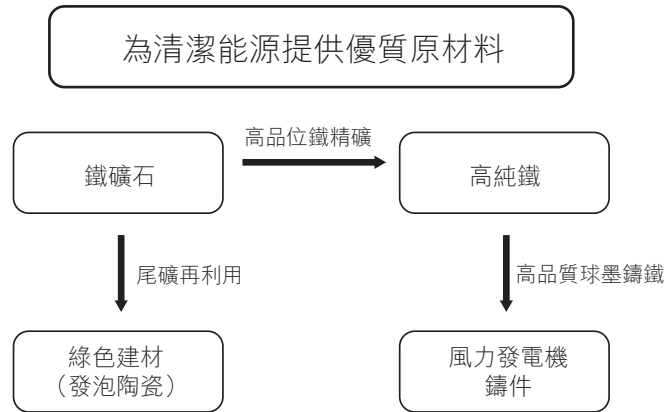 為清潔能源提供優質原材料
高品位鐵精礦
鐵礦石
高純鐵
尾礦再利用
高品質球墨鑄鐵
綠色建材
（發泡陶瓷）
風力發電機
鑄件